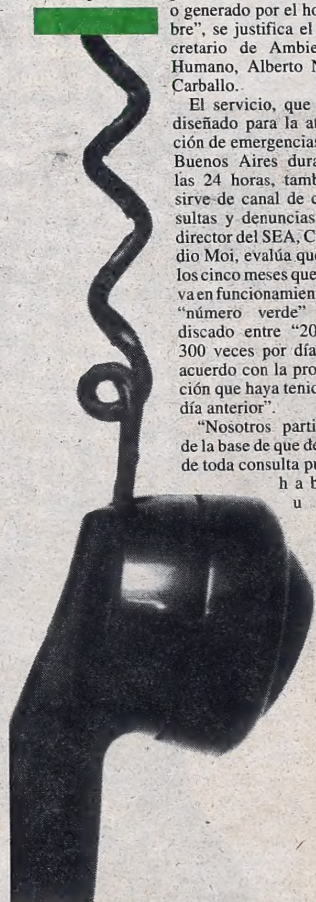 o generado por el ho
bre”, se justifica el
cretario de Ambie
Humano, Alberto N
Carballo.
El servicio, que
diseñado para la at
ción de emergencias
Buenos Aires dura
las 24 horas, tamb
sirve de canal de c
sultas y denuncias
director del SEA, C
dio Moi, evalúa que
los cinco meses que
va en funcionamien
“número verde”
discado entre “20
300 veces por día
acuerdo con la pro
ción que haya tenid
día anterior”.
“Nosotros parti
de la base de que de
de toda consulta pu
h a b
u